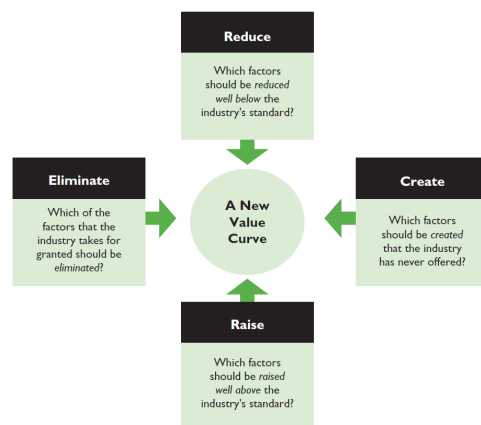 Reduce
Which factors
should be reduced
well below the
industry's standard?
Eliminate
Which of the
factors that the
industry takes for
granted should be
eliminated?
A New
Value
Curve
Create
Which factors
should be created
that the industry
has never offered?
Raise
Which factors
should be raised
well above the
industry's standard?